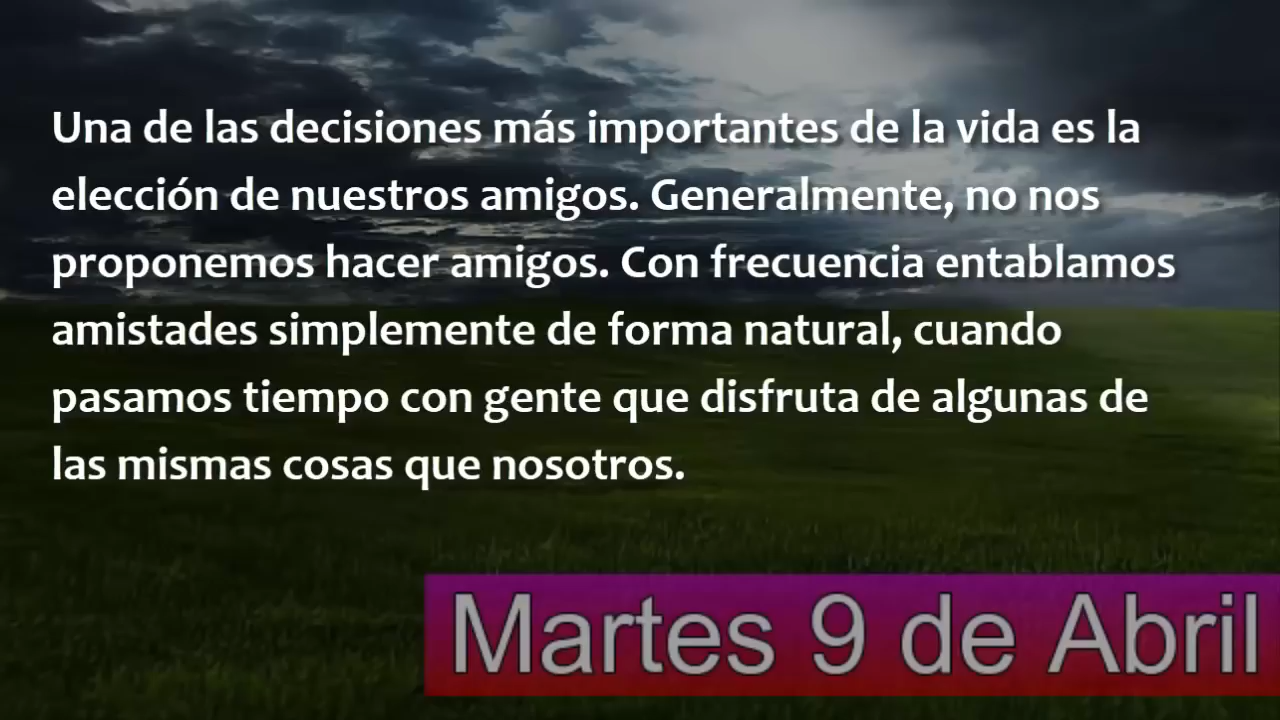 Una de las decisiones más importantes de la vida es la
elección de nuestros amigos. Generalmente, no nos
proponemos hacer amigos. Con frecuencia entablamos
amistades simplemente de forma natural, cuando
pasamos tiempo con gente que disfruta de algunas de
las mismas cosas que nosotros.
Martes 9 de Abril